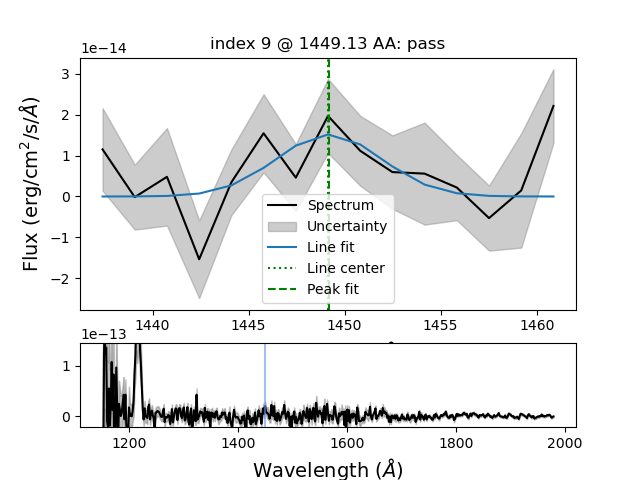 index 9 @ 1449.13 AA: pass
1e−14
3
2
1
0
−1
−2
Flux (erg/cm²/s/Å)
Spectrum
Uncertainty
Line fit
Line center
Peak fit
1440 1445 1450 1455 1460
1e−13
1
0
1200 1400 1600 1800 2000
Wavelength (Å)